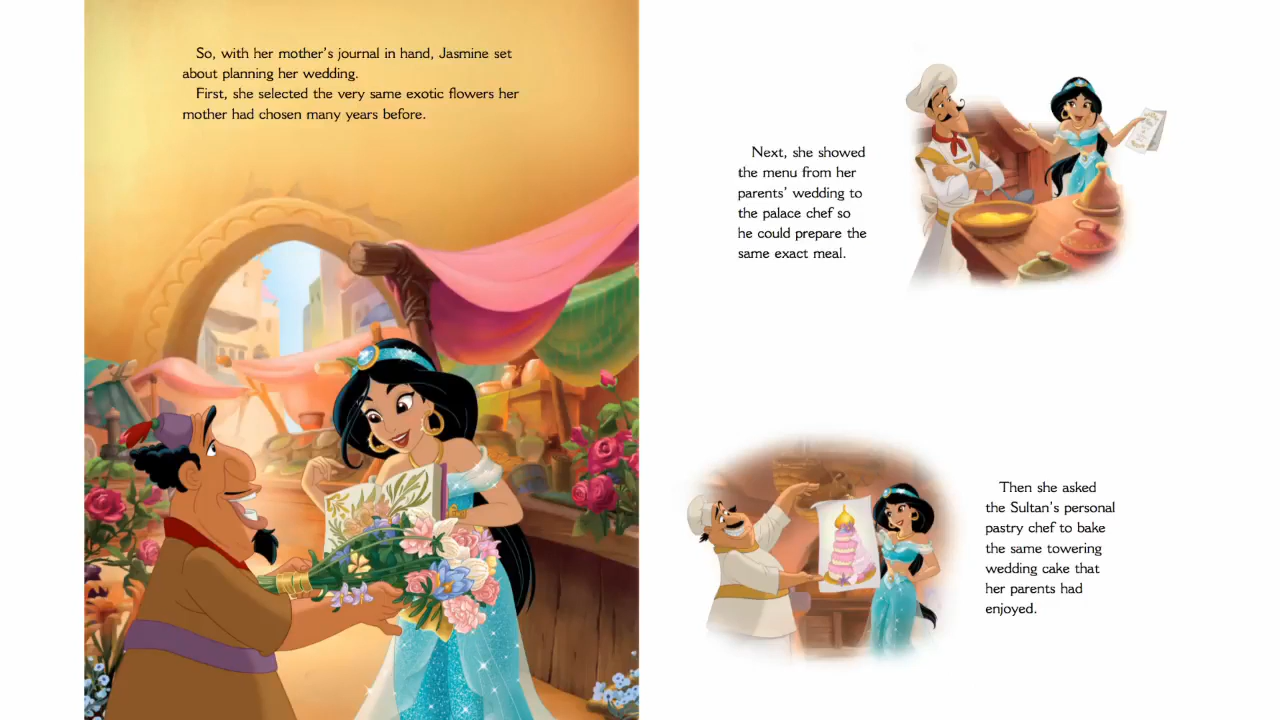 So, with her mother's journal in hand, Jasmine set
about planning her wedding.
First, she selected the very same exotic flowers her
mother had chosen many years before.
Next, she showed
the menu from her
parents' wedding to
the palace chef so
he could prepare the
same exact meal.
Then she asked
the Sultan's personal
pastry chef to bake
the same towering
wedding cake that
her parents had
enjoyed.